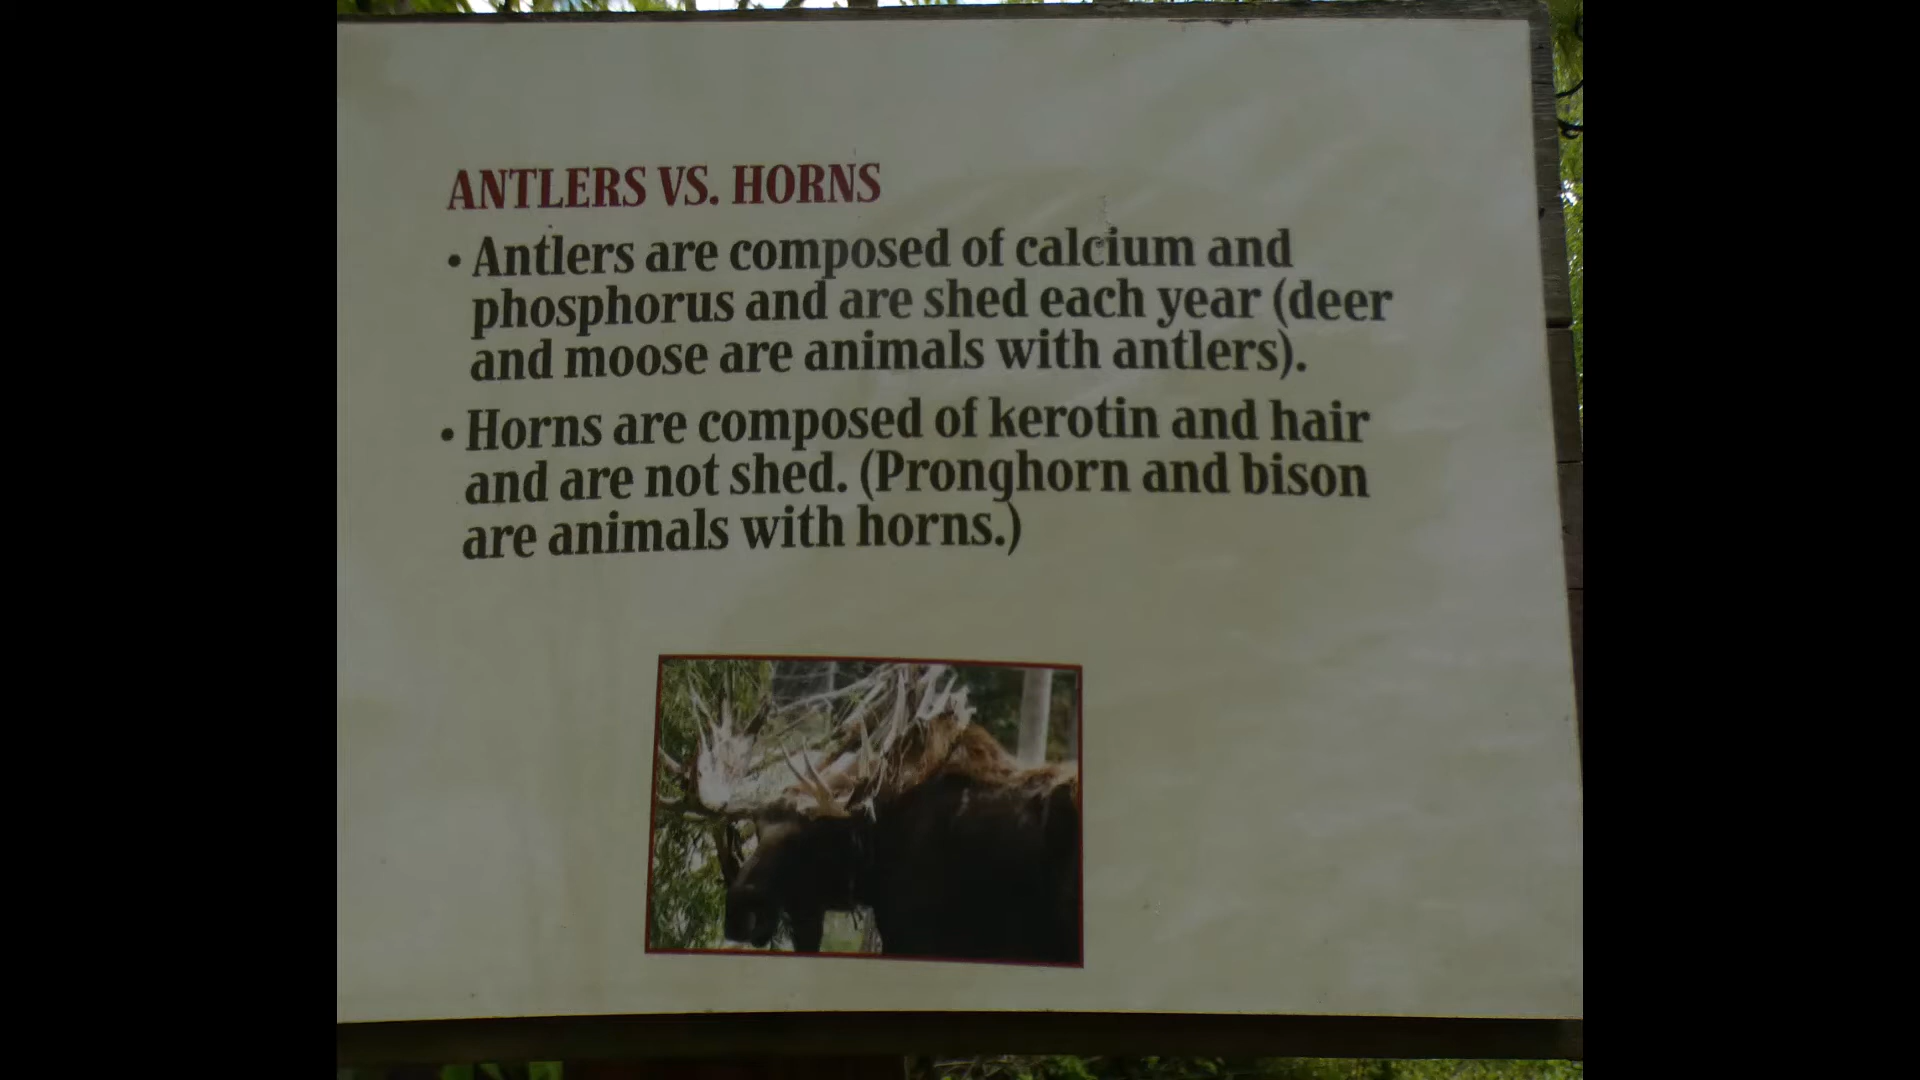 ANTLERS VS. HORNS
• Antlers are composed of calcium and
phosphorus and are shed each year (deer
and moose are animals with antlers).
• Horns are composed of kerotin and hair
and are not shed. (Pronghorn and bison
are animals with horns.)